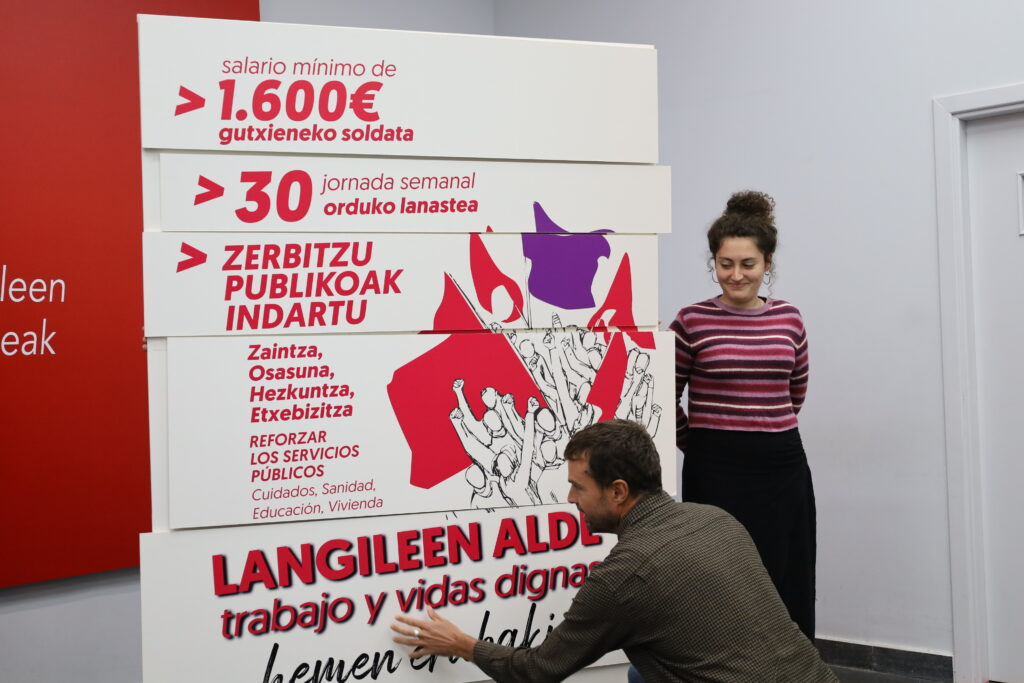 salario mínimo de
> 1.600€
gutxieneko soldata
> 30 jornada semanal
orduko lanastea
> ZERBITZU
PUBLIKOAK
INDARTU
Zaintza,
Osasuna,
Hezkuntza,
Etxebizitza
REFORZAR
LOS SERVICIOS
PÚBLICOS
Cuidados, Sanidad,
Educación, Vivienda
LANGILEEN ALDE
trabajo y vidas dignas
hemen
leen
eak